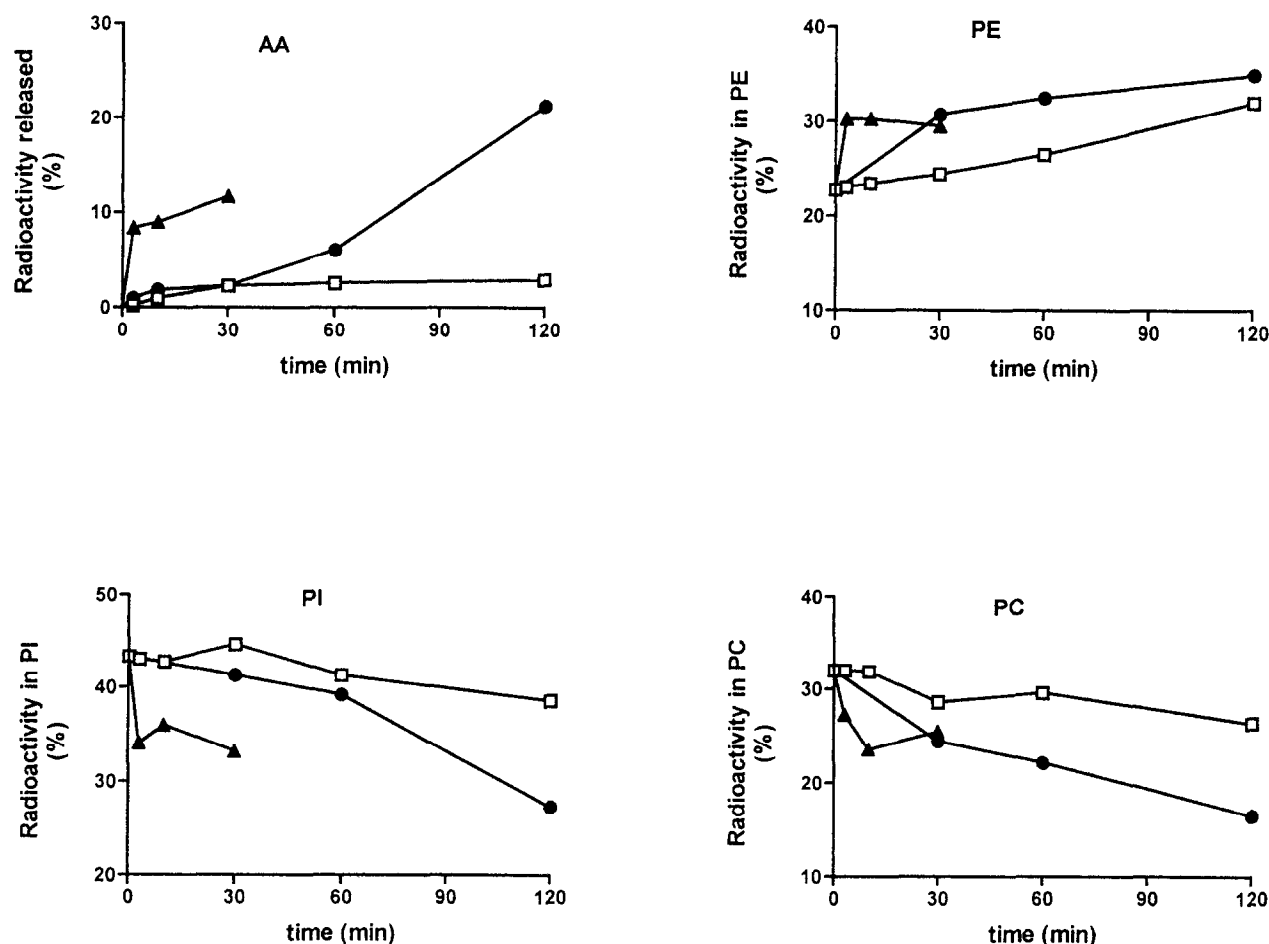 AA
Radioactivity released
(%)
30
20
10
0
0 30 60 90 120
time (min)
PE
Radioactivity in PE
(%)
40
30
20
10
0 30 60 90 120
time (min)
PI
Radioactivity in PI
(%)
50
40
30
20
0 30 60 90 120
time (min)
PC
Radioactivity in PC
(%)
40
30
20
10
0 30 60 90 120
time (min)